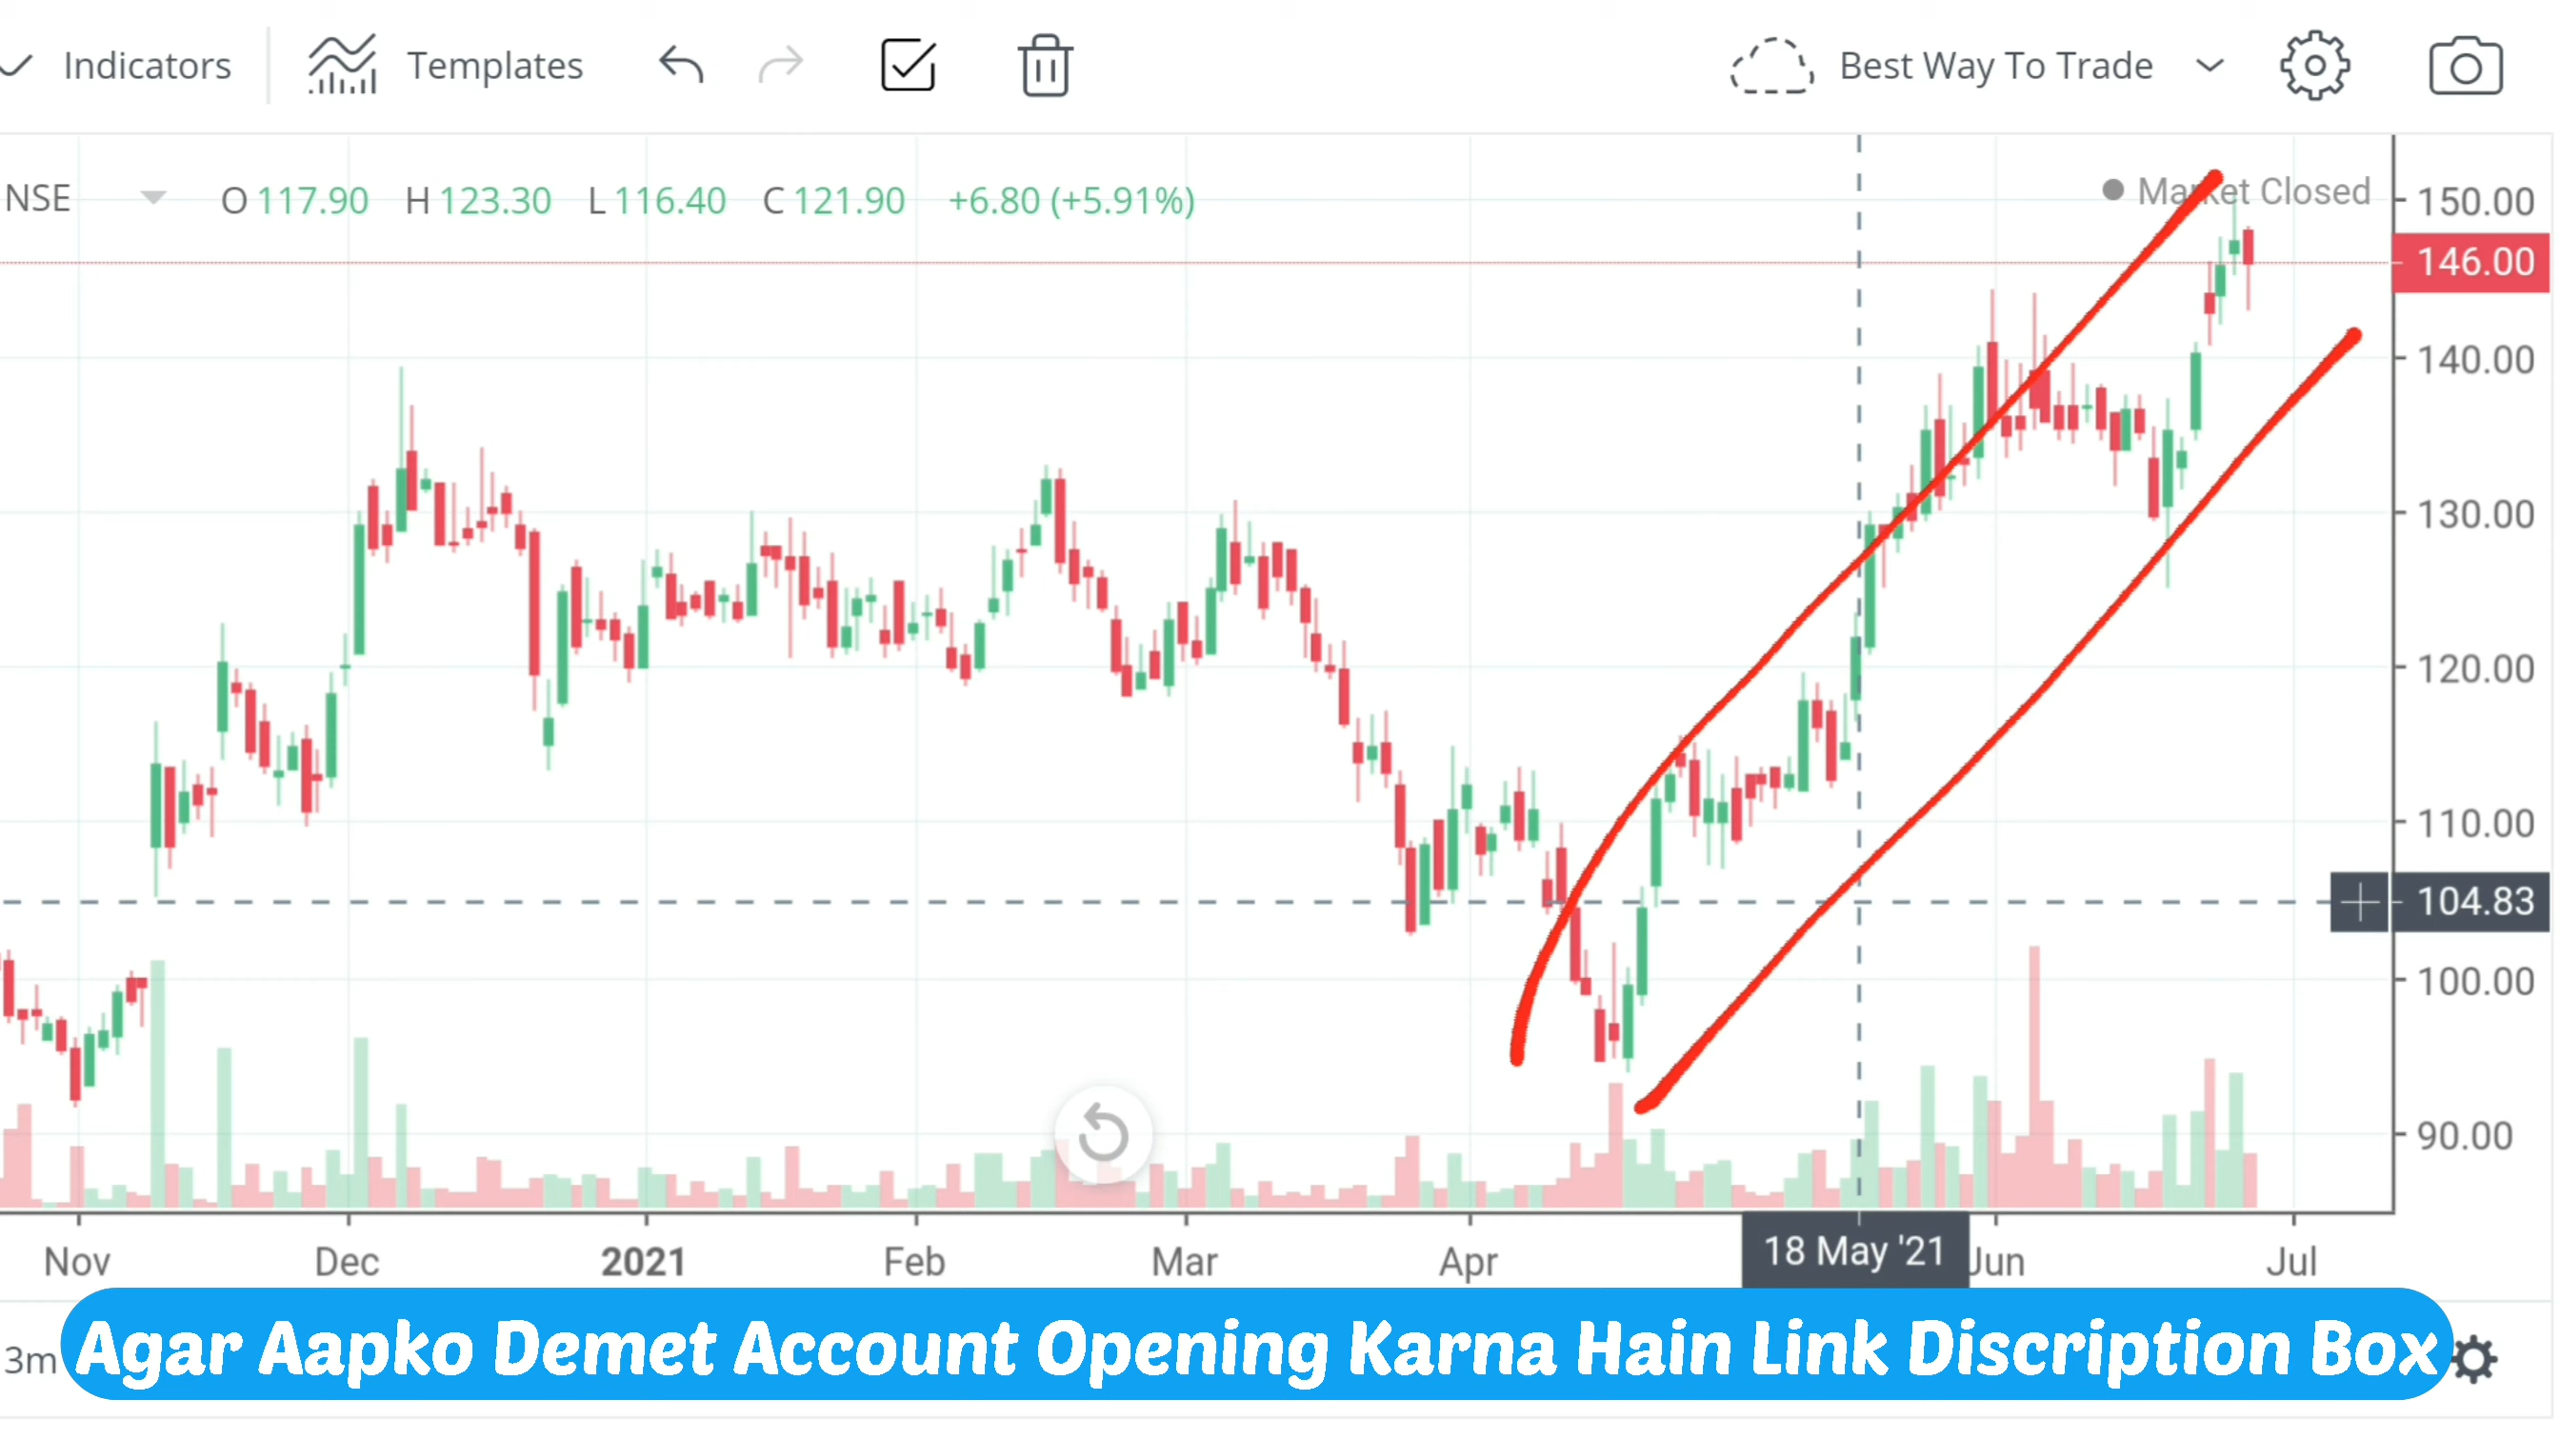 Indicators Templates Best Way To Trade
NSE O 117.90 H 123.30 L 116.40 C 121.90 +6.80 (+5.91%) Market Closed
150.00
146.00
140.00
130.00
120.00
110.00
104.83
100.00
90.00
Nov Dec 2021 Feb Mar Apr 18 May '21 Jun Jul
3m
Agar Aapko Demet Account Opening Karna Hain Link Discription Box